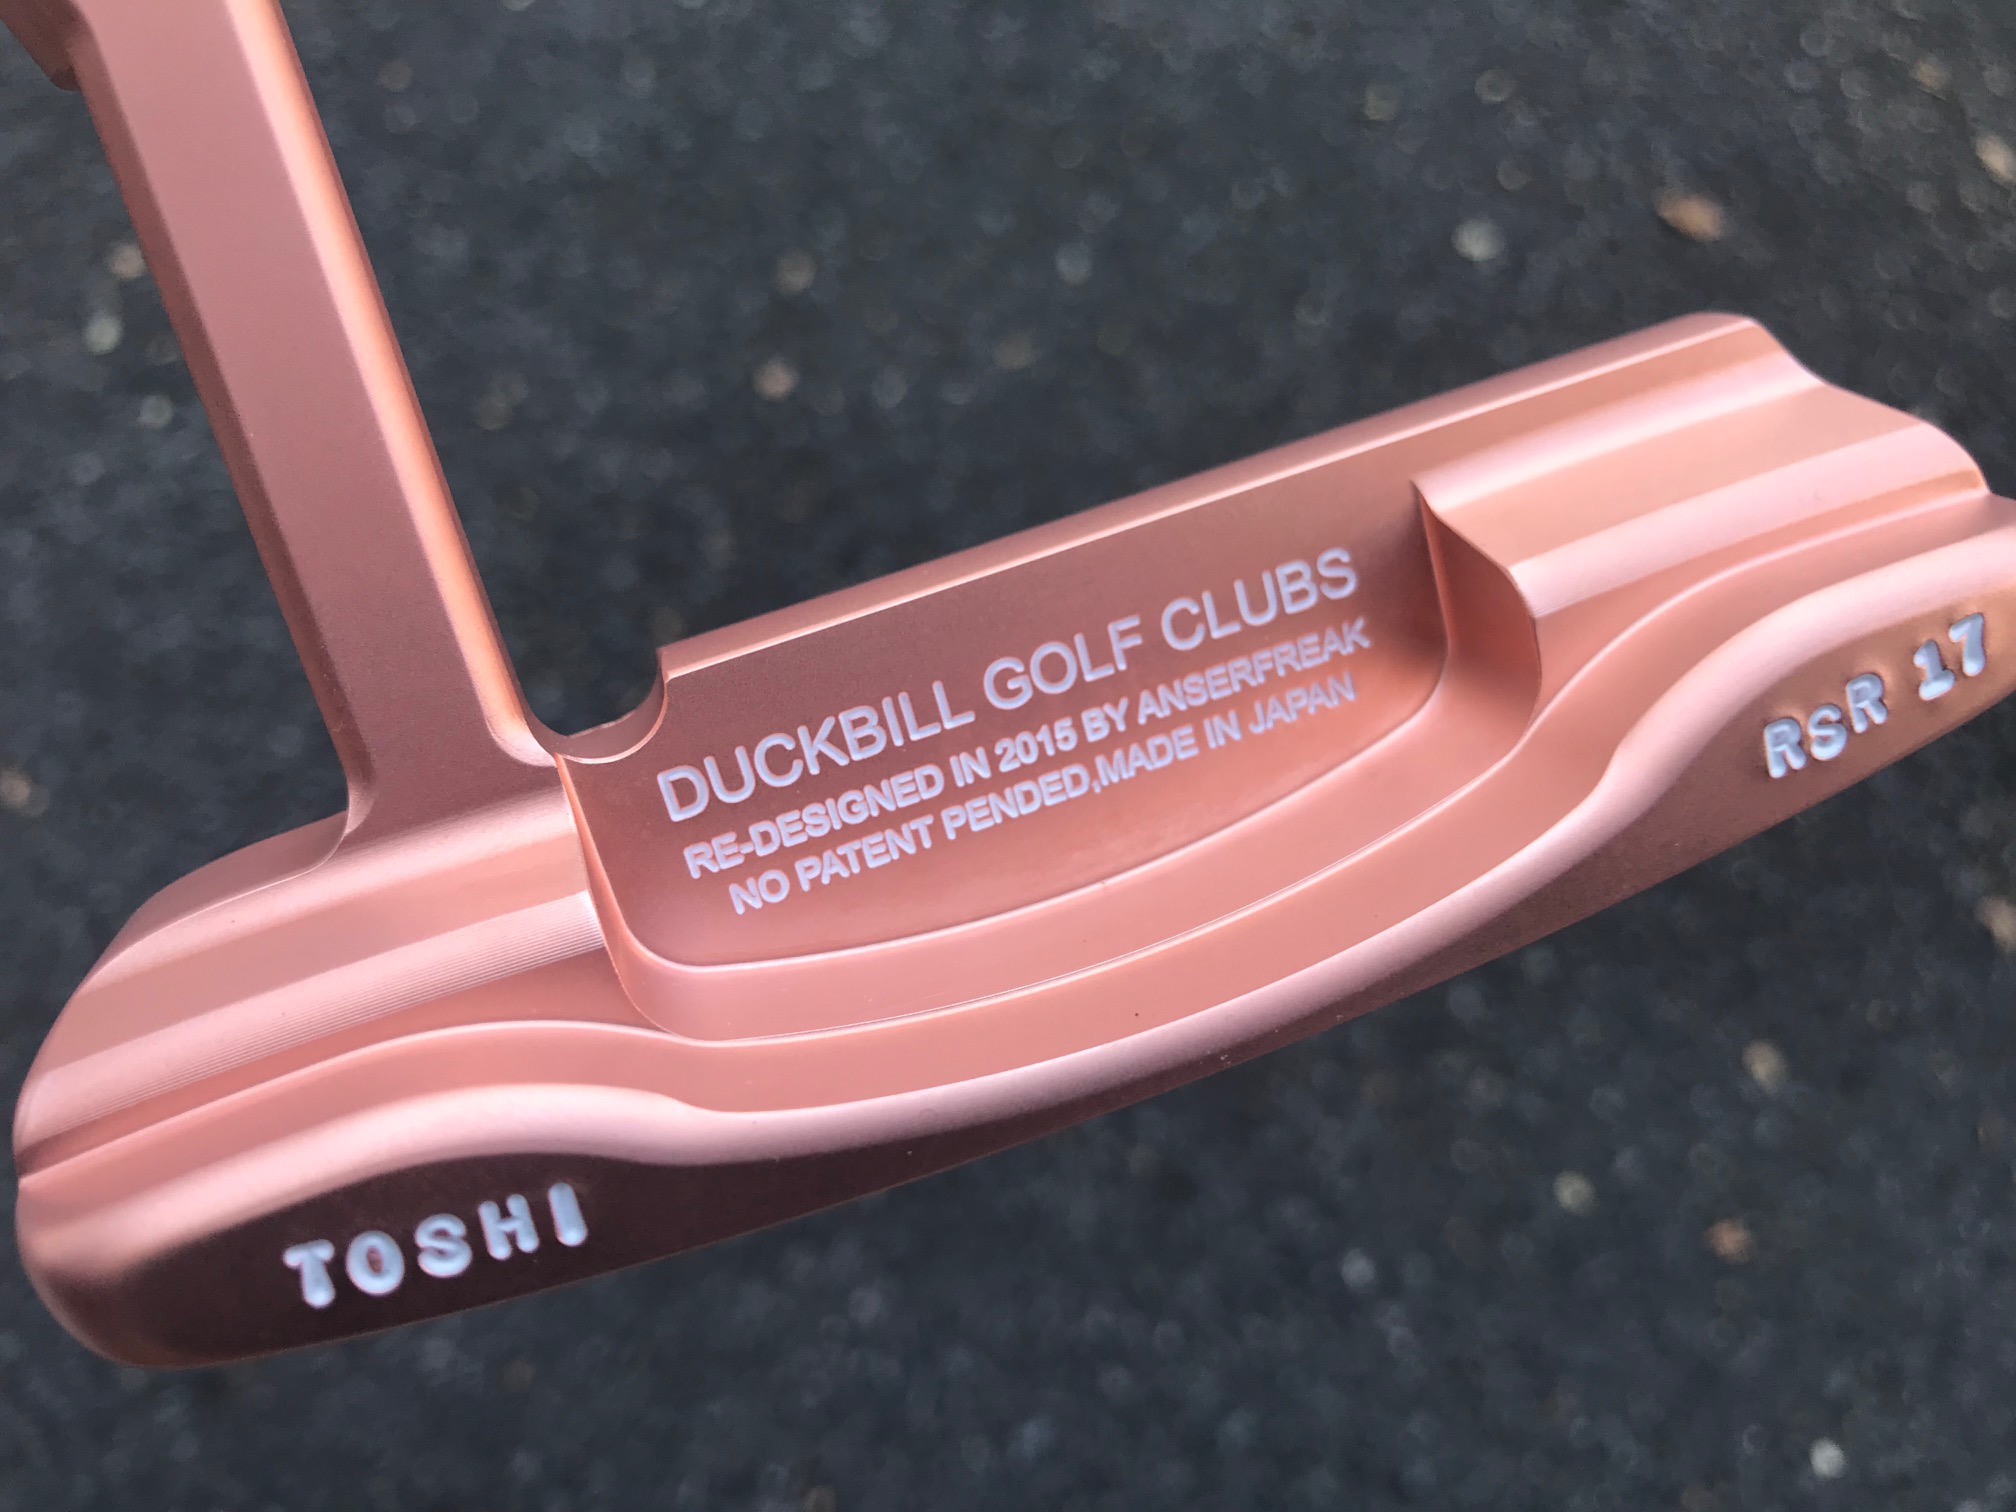 DUCKBILL GOLF CLUBS
RE-DESIGNED IN 2015 BY ANSERFREAK
NO PATENT PENDED,MADE IN JAPAN
RSR 17
TOSHI